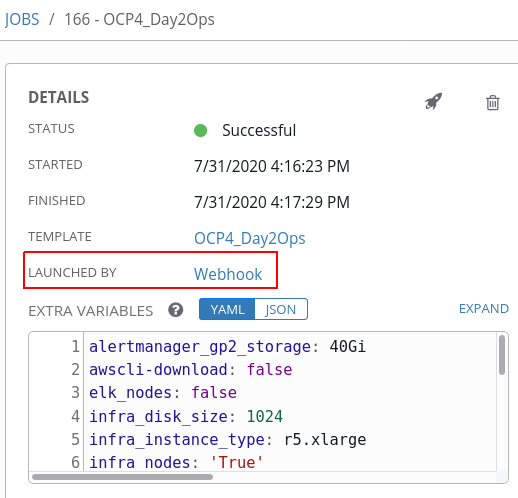 JOBS / 166 - OCP4_Day2Ops
DETAILS
STATUS Successful
STARTED 7/31/2020 4:16:23 PM
FINISHED 7/31/2020 4:17:29 PM
TEMPLATE OCP4_Day2Ops
LAUNCHED BY Webhook
EXTRA VARIABLES ? YAML JSON EXPAND
1 alertmanager_gp2_storage: 40Gi
2 awscli-download: false
3 elk_nodes: false
4 infra_disk_size: 1024
5 infra_instance_type: r5.xlarge
6 infra_nodes: 'True'